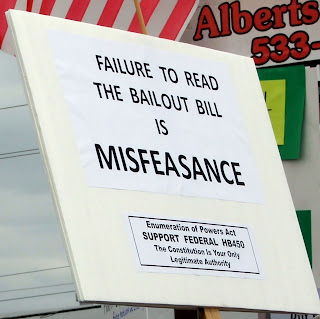 Alberts
533-
FAILURE TO READ
THE BAILOUT BILL
IS
MISFEASANCE
Enumeration of Powers Act
SUPPORT FEDERAL HB450
The Constitution is Your Only
Legitimate Authority